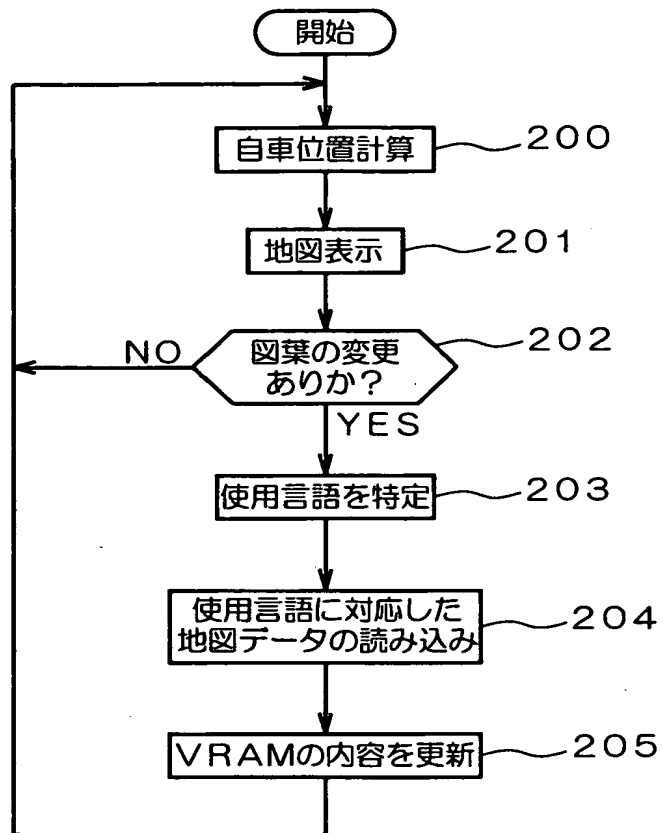 開始
自車位置計算
200
地図表示
201
図葉の変更
ありか？
202
NO
YES
使用言語を特定
203
使用言語に対応した
地図データの読み込み
204
VRAMの内容を更新
205